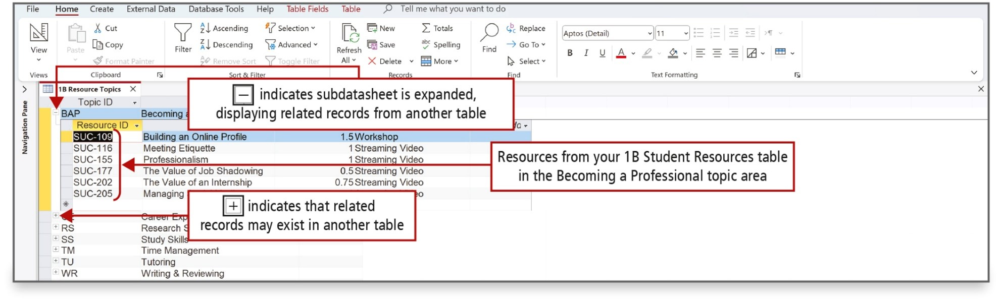 File Home Create External Data Database Tools Help Table Fields Table Tell me what you want to do
Cut Ascending Selection New Totals Replace Aptos (Detail) 11
Copy Descending Advanced Save Spelling Go To
View Paste Format Painter Filter Remove Sort Toggle Filter Refresh All Delete More Find Select B I U A
Views Clipboard Sort & Filter Records Find Text Formatting
1B Resource Topics
− indicates subdatasheet is expanded,
displaying related records from another table
Navigation Pane
Topic ID
BAP Becoming
Resource ID
SUC-109 Building an Online Profile 1.5 Workshop
SUC-116 Meeting Etiquette 1 Streaming Video
SUC-155 Professionalism 1 Streaming Video
SUC-177 The Value of Job Shadowing 0.5 Streaming Video
SUC-202 The Value of an Internship 0.75 Streaming Video
SUC-205 Managing
Resources from your 1B Student Resources table
in the Becoming a Professional topic area
+ indicates that related
records may exist in another table
Career Exp
RS Research S
SS Study Skills
TM Time Management
TU Tutoring
WR Writing & Reviewing